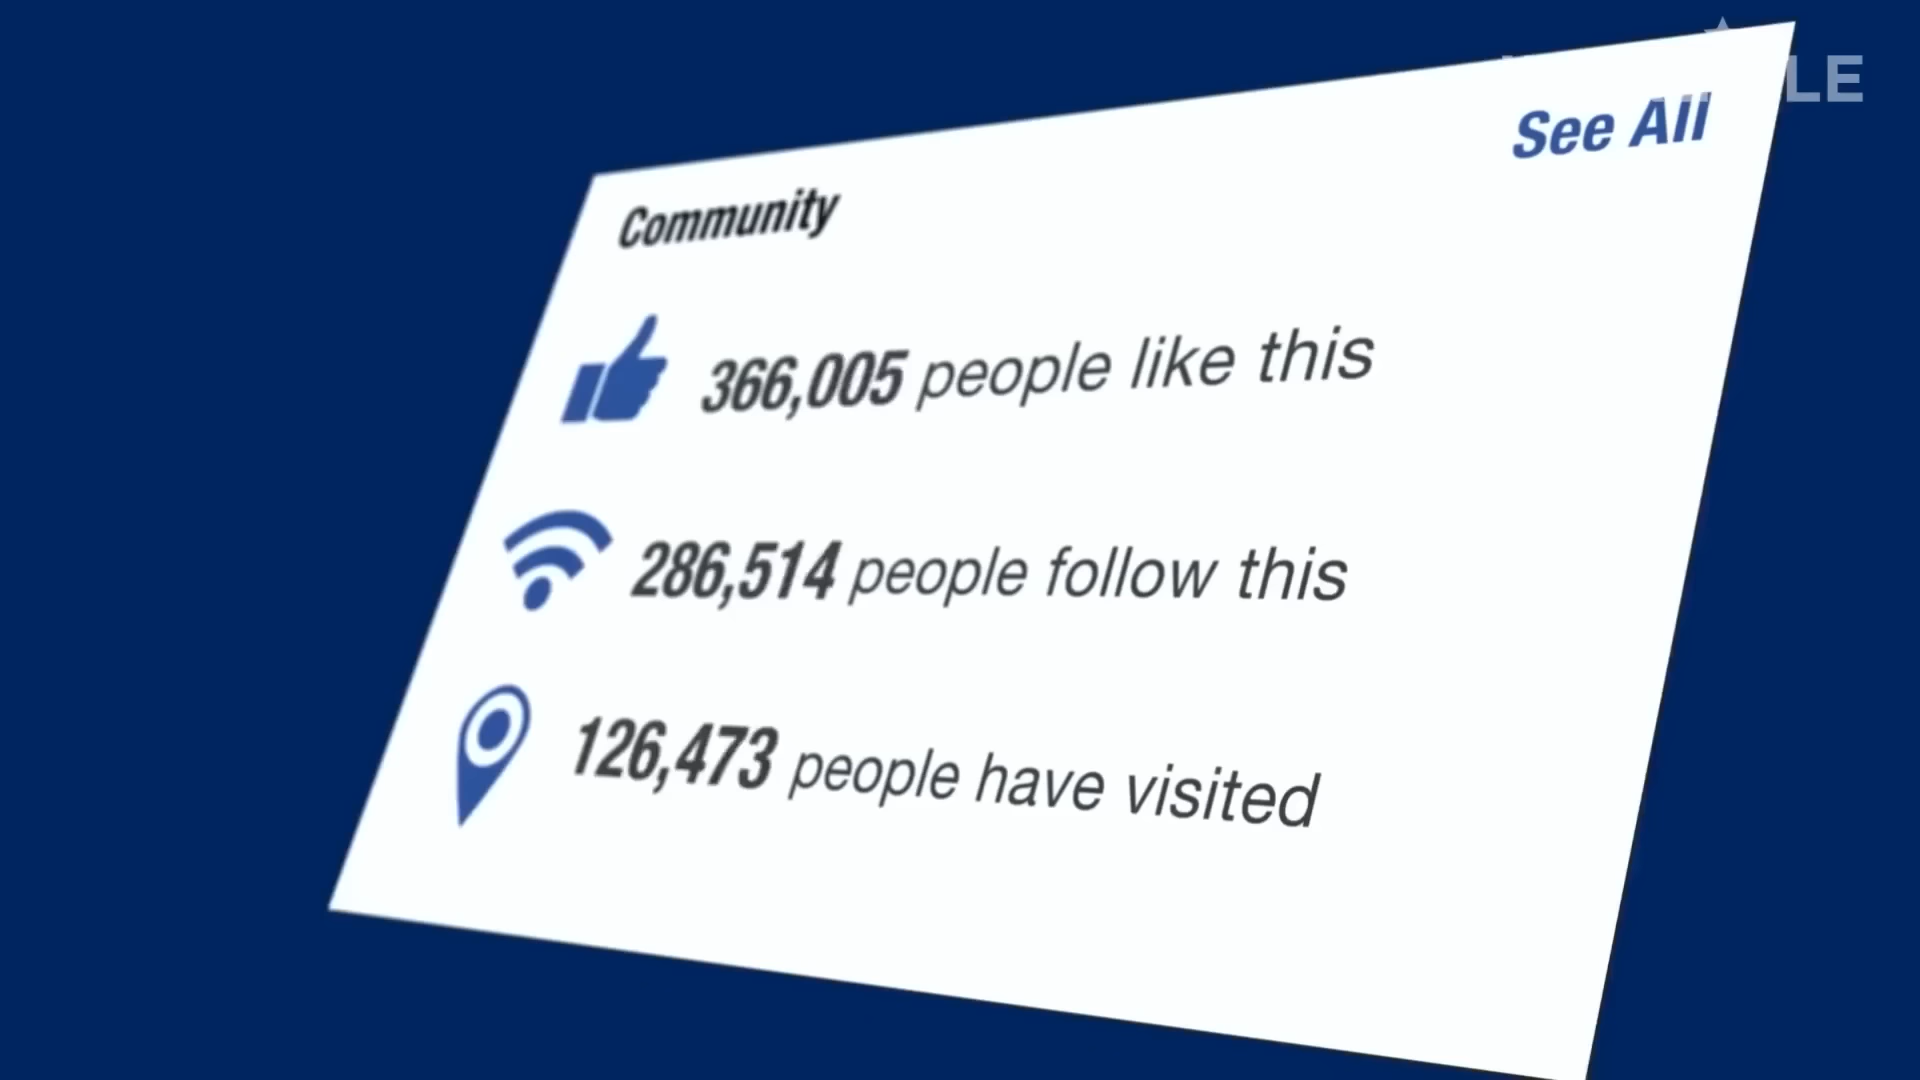 See All
Community
366,005 people like this
286,514 people follow this
126,473 people have visited